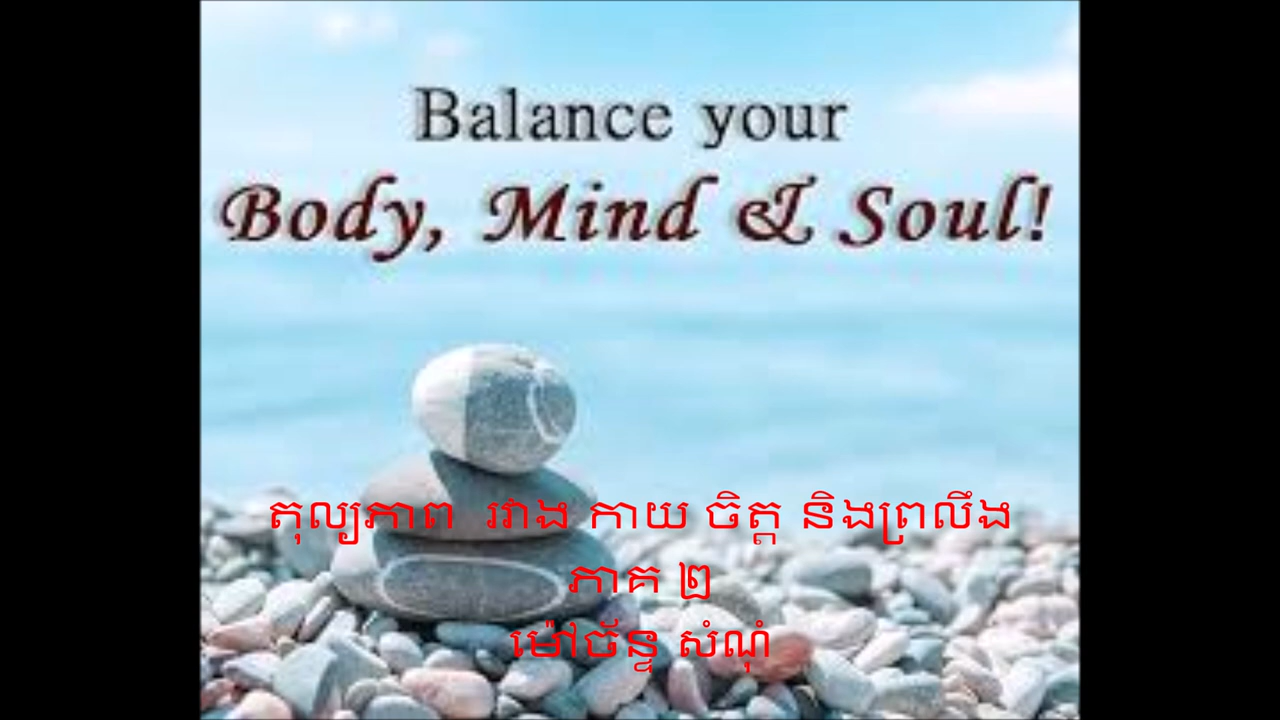 Balance your
Body, Mind & Soul!
តុល្យភាព រវាង កាយ ចិត្ត និងព្រលឹង
ភាគ ២
ម៉ៅច័ន្ទ សំណុំ